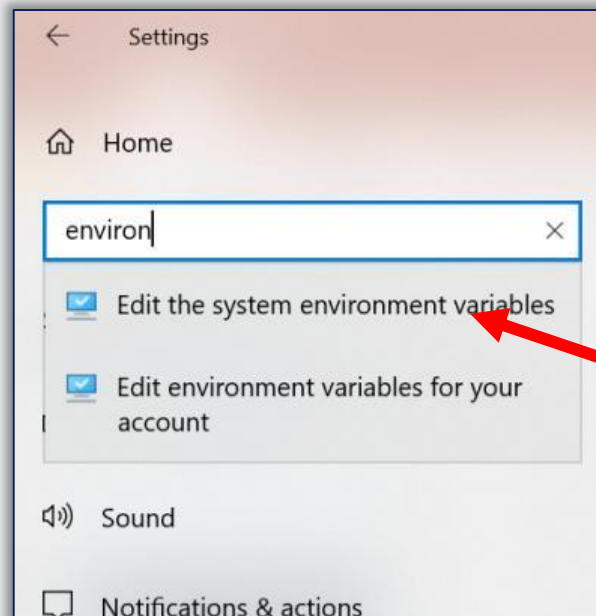 Settings
Home
environ
Edit the system environment variables
Edit environment variables for your
account
Sound
Notifications & actions